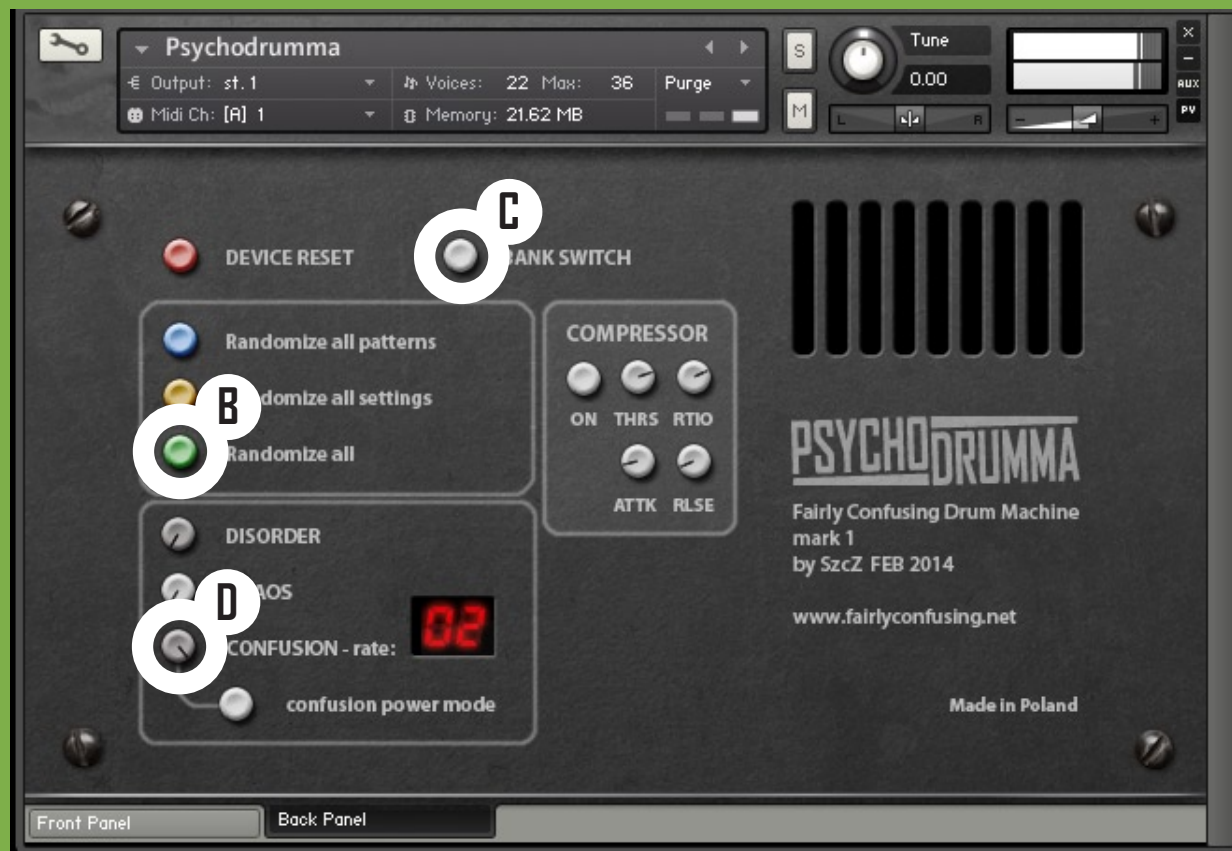 Psychodrumma
S
Tune
X
Output: st. 1
Voices: 22 Max: 36
Purge
0.00
AUX
Midi Ch: [A] 1
Memory: 21.62 MB
M
L
R
PV
C
DEVICE RESET
BANK SWITCH
Randomize all patterns
COMPRESSOR
B
Randomize all settings
ON THRS RTIO
Randomize all
PSYCHODRUMMA
ATTK RLSE
Fairly Confusing Drum Machine
mark 1
by SzcZ FEB 2014
DISORDER
D
CHAOS
02
www.fairlyconfusing.net
CONFUSION - rate:
confusion power mode
Made in Poland
Front Panel
Back Panel